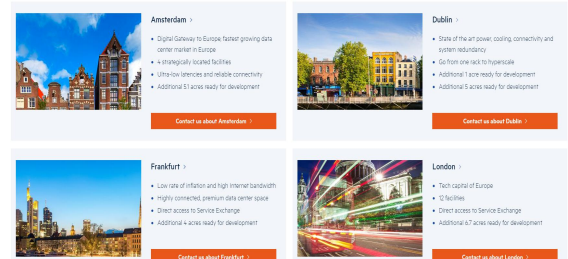 Amsterdam >
• Digital Gateway to Europe: fastest growing data
center market in Europe
• 4 strategically located facilities
• Ultra-low latencies and reliable connectivity
• Additional 51 acres ready for development
Contact us about Amsterdam >
Dublin >
• State of the art power, cooling, connectivity and
system redundancy
• Go from one rack to hyperscale
• Additional 1 acre ready for development
• Additional 5 acres ready for development
Contact us about Dublin >
Frankfurt >
• Low rate of inflation and high Internet bandwidth
• Highly connected, premium data center space
• Direct access to Service Exchange
• Additional 4 acres ready for development
Contact us about Frankfurt >
London >
• Tech capital of Europe
• 12 facilities
• Direct access to Service Exchange
• Additional 6.7 acres ready for development
Contact us about London >